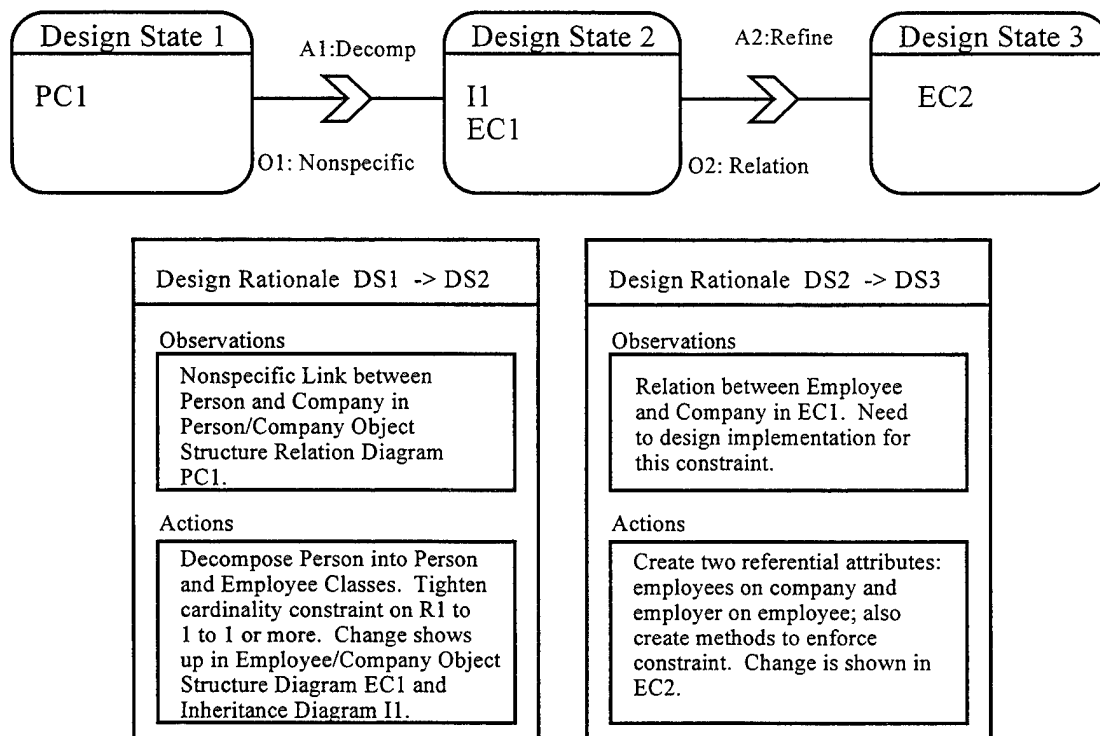 Design State 1
A1:Decomp
Design State 2
A2:Refine
Design State 3
PC1
I1
EC1
EC2
O1: Nonspecific
O2: Relation
Design Rationale DS1 -> DS2
Observations
Nonspecific Link between
Person and Company in
Person/Company Object
Structure Relation Diagram
PC1.
Actions
Decompose Person into Person
and Employee Classes. Tighten
cardinality constraint on R1 to
1 to 1 or more. Change shows
up in Employee/Company Object
Structure Diagram EC1 and
Inheritance Diagram I1.
Design Rationale DS2 -> DS3
Observations
Relation between Employee
and Company in EC1. Need
to design implementation for
this constraint.
Actions
Create two referential attributes:
employees on company and
employer on employee; also
create methods to enforce
constraint. Change is shown in
EC2.